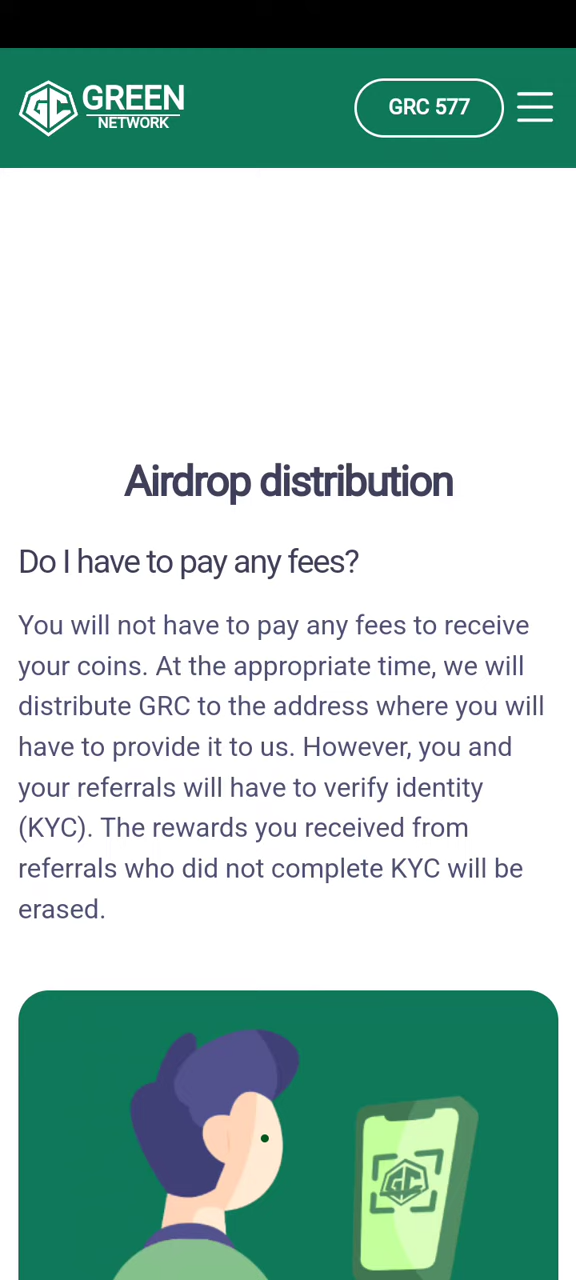 GC GREEN
NETWORK
GRC 577
Airdrop distribution
Do I have to pay any fees?
You will not have to pay any fees to receive
your coins. At the appropriate time, we will
distribute GRC to the address where you will
have to provide it to us. However, you and
your referrals will have to verify identity
(KYC). The rewards you received from
referrals who did not complete KYC will be
erased.
GC